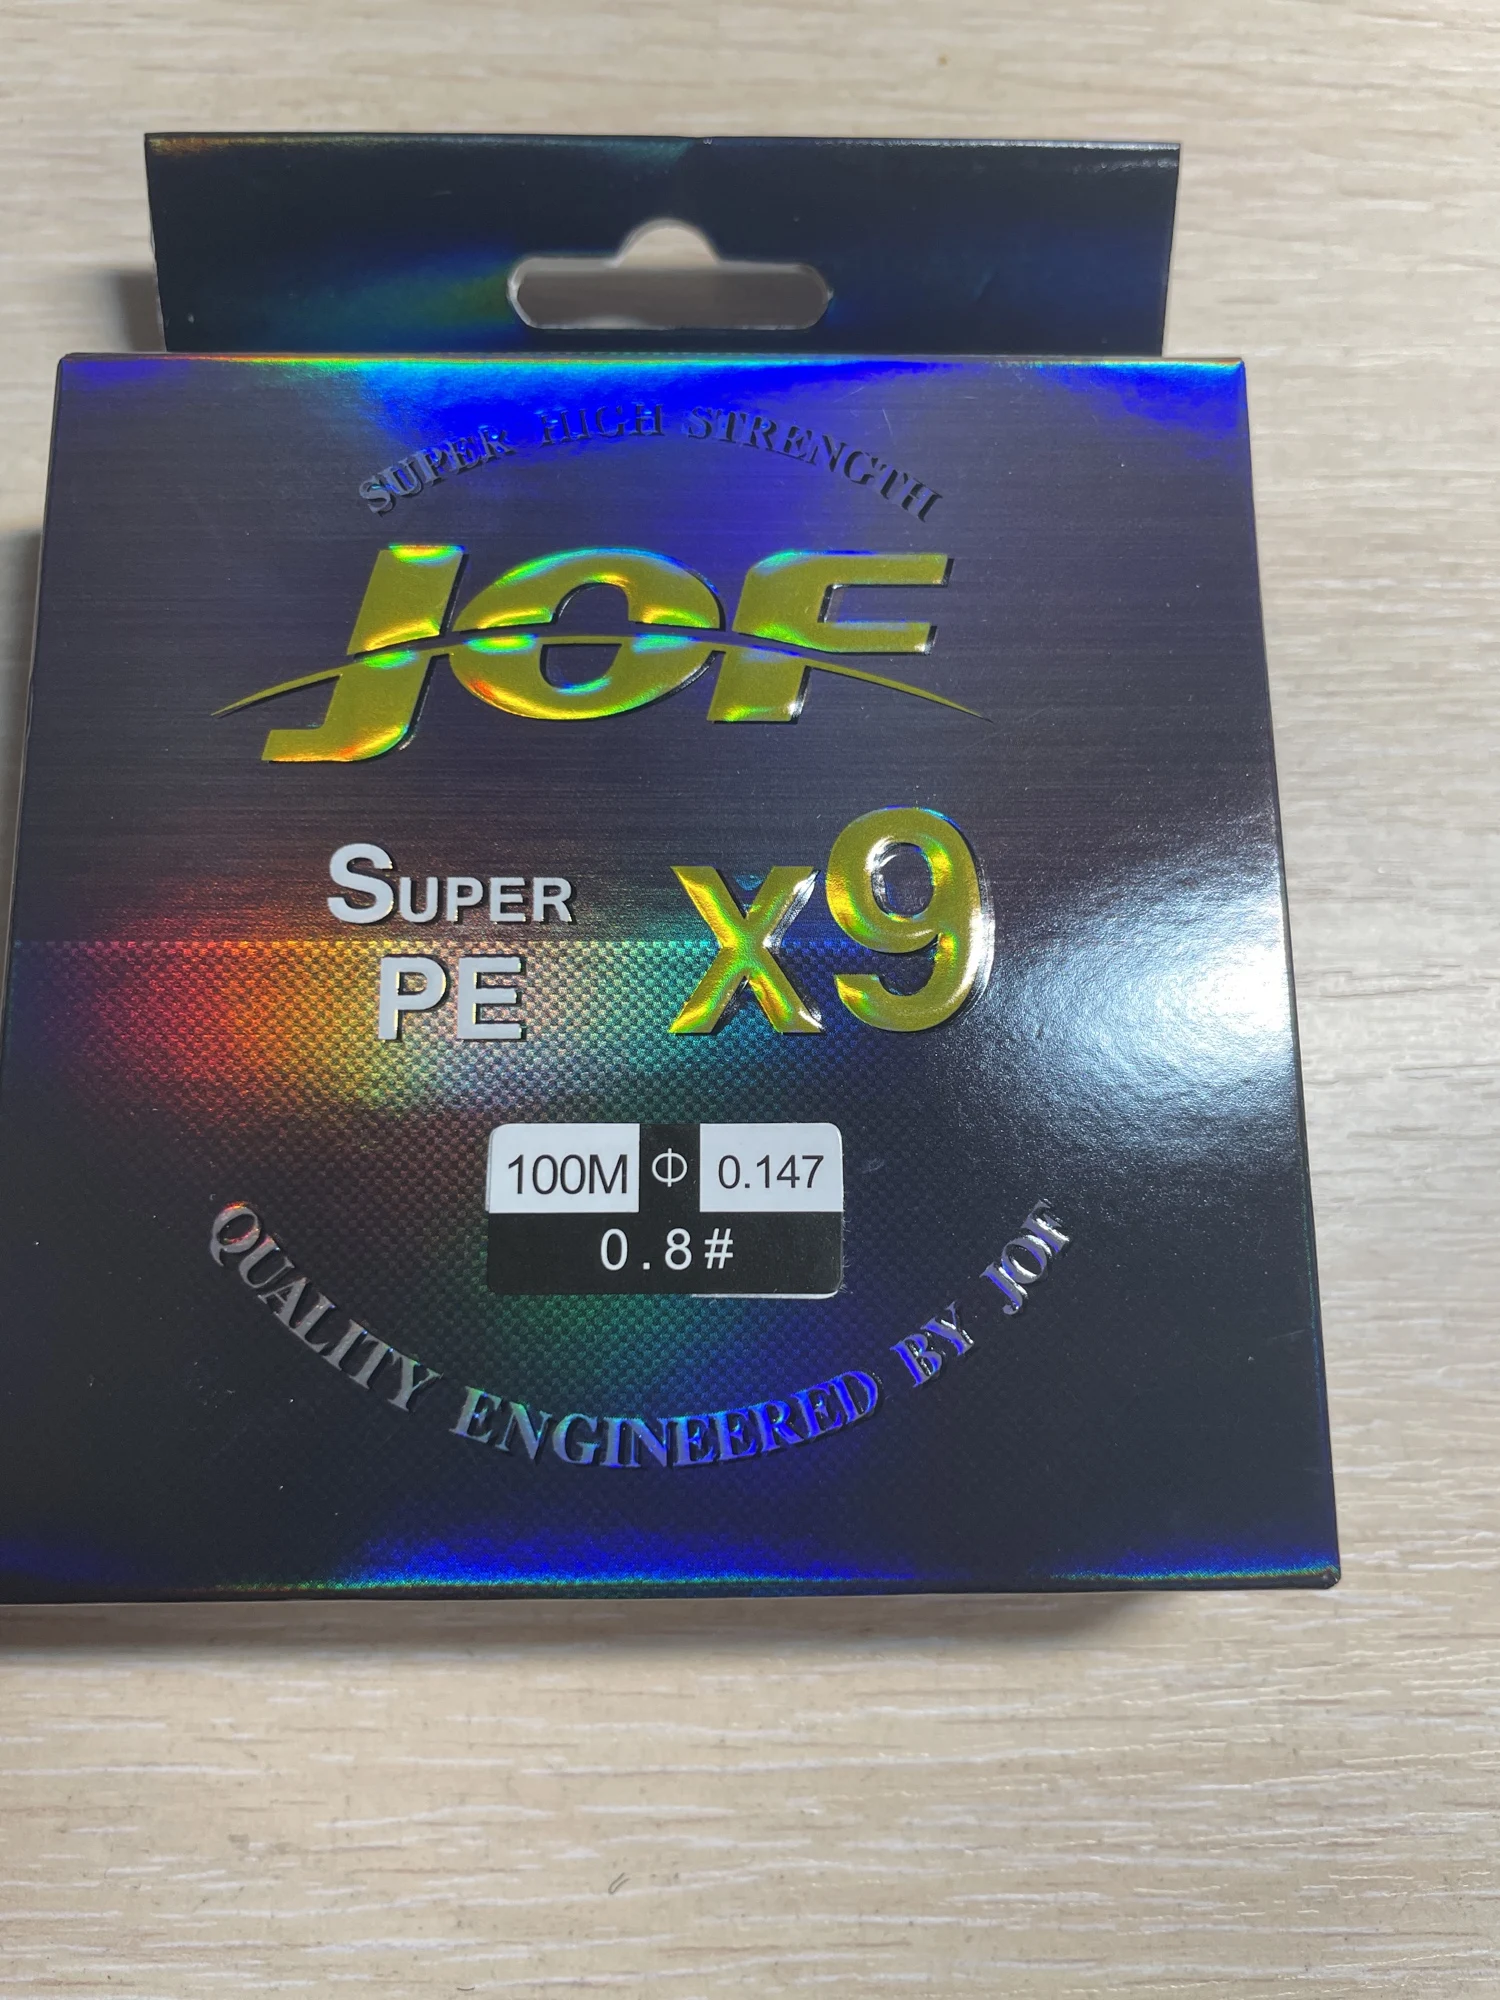 SUPER HIGH STRENGTH
JOF
SUPER
PE
x9
100M Φ 0.147
0.8#
QUALITY ENGINEERED BY JOF